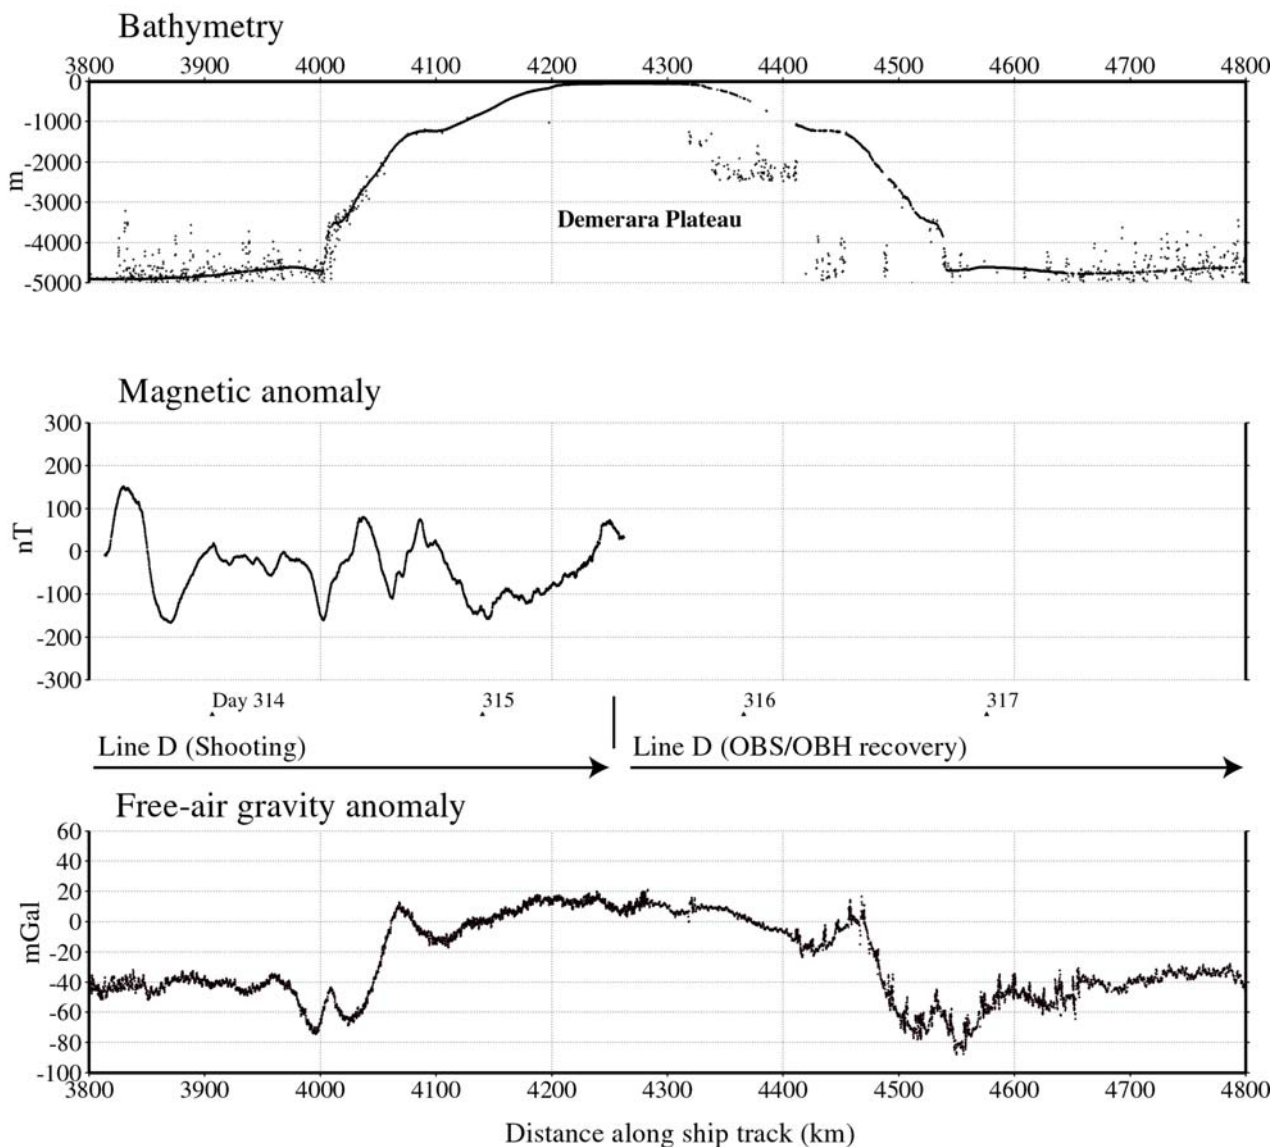 Bathymetry
3800 3900 4000 4100 4200 4300 4400 4500 4600 4700 4800
0
-1000
-2000
-3000
-4000
-5000
m
Demerara Plateau
Magnetic anomaly
300
200
100
0
-100
-200
-300
nT
Day 314 315 316 317
Line D (Shooting) Line D (OBS/OBH recovery)
Free-air gravity anomaly
60
40
20
0
-20
-40
-60
-80
-100
mGal
3800 3900 4000 4100 4200 4300 4400 4500 4600 4700 4800
Distance along ship track (km)